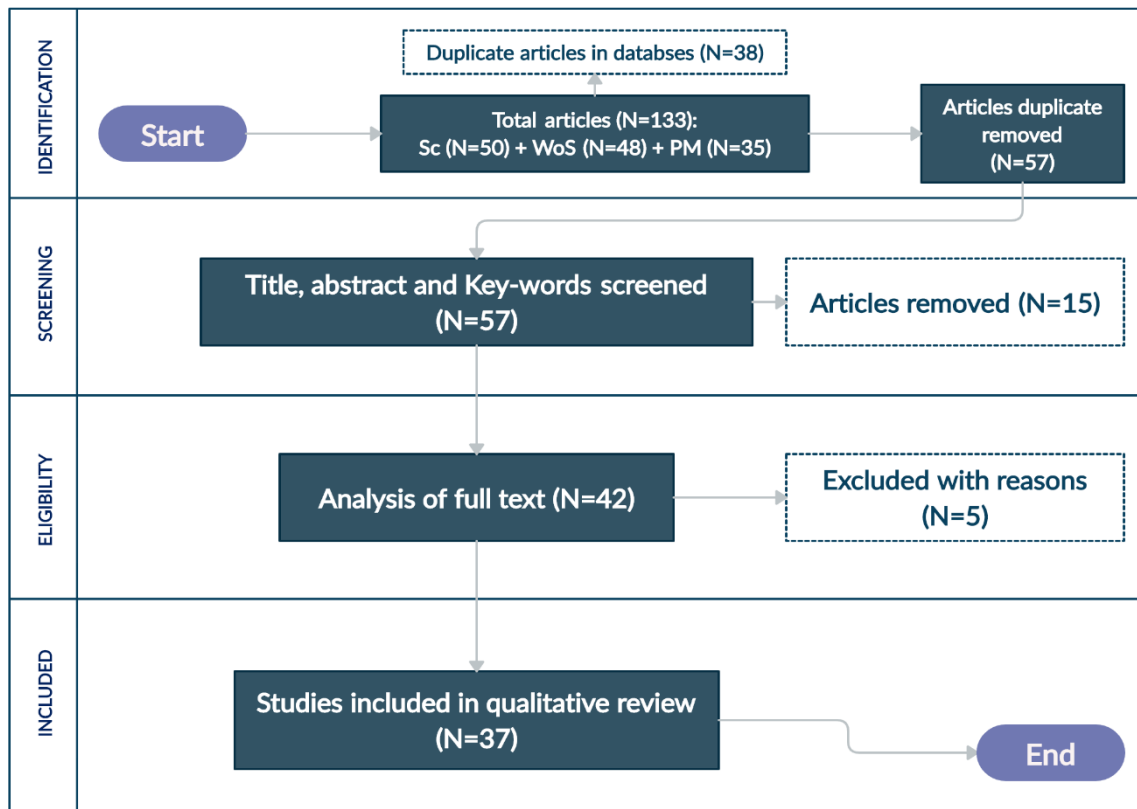 IDENTIFICATION
Duplicate articles in databses (N=38)
Start
Total articles (N=133):
Sc (N=50) + WoS (N=48) + PM (N=35)
Articles duplicate
removed
(N=57)
SCREENING
Title, abstract and Key-words screened
(N=57)
Articles removed (N=15)
ELIGIBILITY
Analysis of full text (N=42)
Excluded with reasons
(N=5)
INCLUDED
Studies included in qualitative review
(N=37)
End